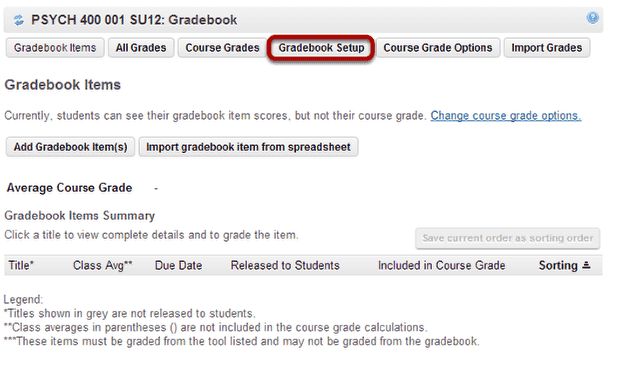 PSYCH 400 001 SU12: Gradebook
Gradebook Items All Grades Course Grades Gradebook Setup Course Grade Options Import Grades
Gradebook Items
Currently, students can see their gradebook item scores, but not their course grade. Change course grade options.
Add Gradebook Item(s) Import gradebook item from spreadsheet
Average Course Grade -
Gradebook Items Summary
Click a title to view complete details and to grade the item.
Save current order as sorting order
Title* Class Avg** Due Date Released to Students Included in Course Grade Sorting
Legend:
*Titles shown in grey are not released to students.
**Class averages in parentheses () are not included in the course grade calculations.
***These items must be graded from the tool listed and may not be graded from the gradebook.